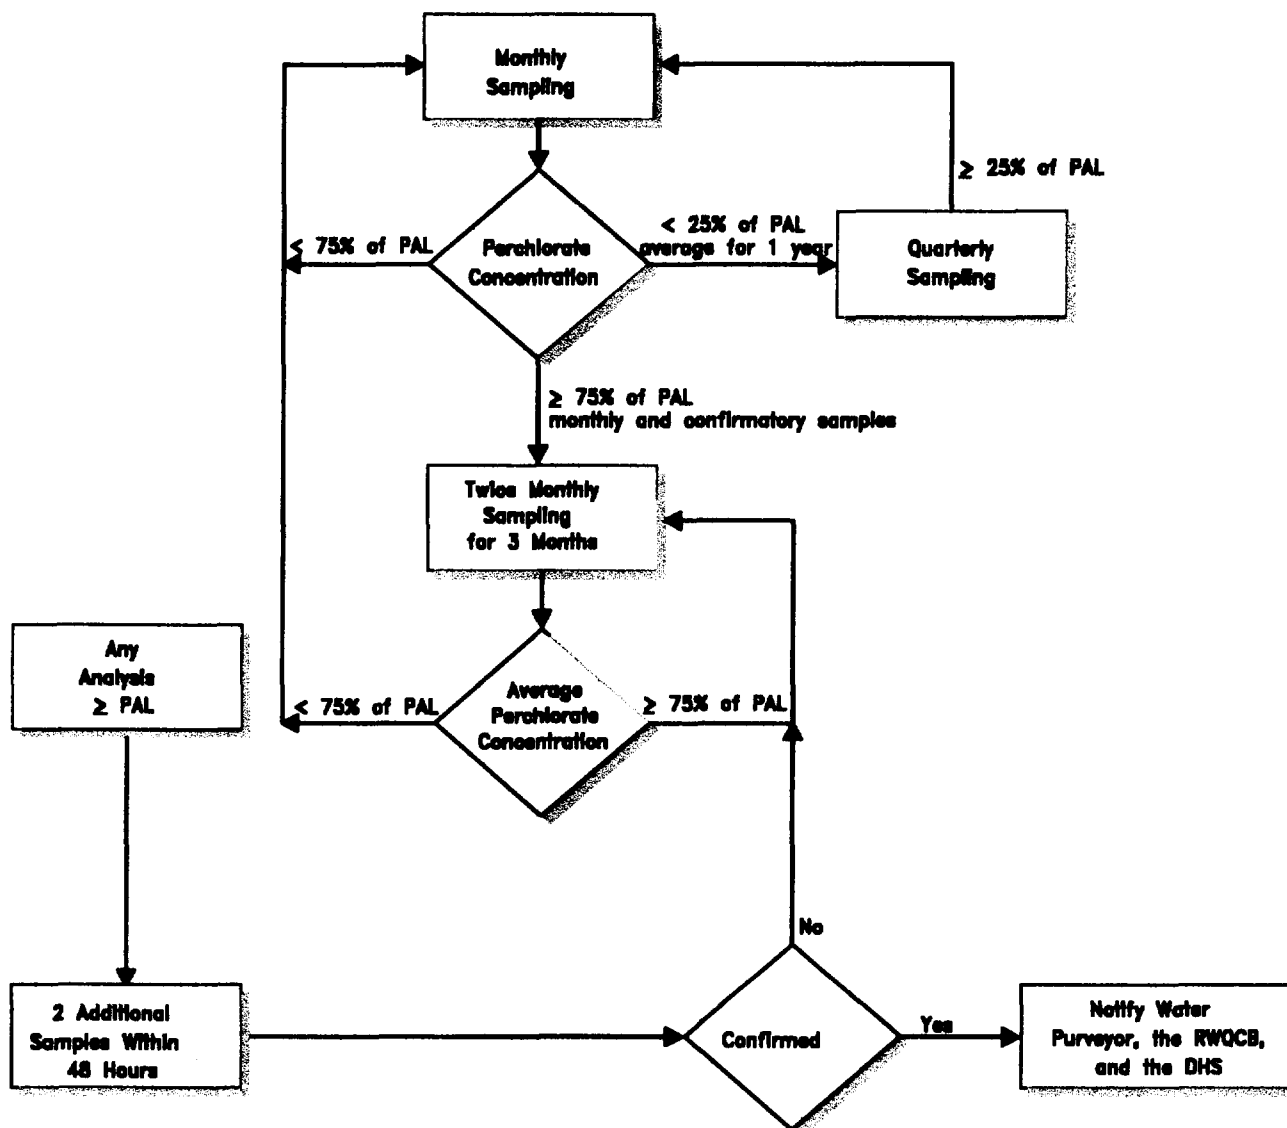 Monthly
Sampling
≥ 25% of PAL
< 75% of PAL
Perchlorate
Concentration
< 25% of PAL
average for 1 year
Quarterly
Sampling
≥ 75% of PAL
monthly and confirmatory samples
Twice Monthly
Sampling
for 3 Months
Any
Analysis
≥ PAL
< 75% of PAL
Average
Perchlorate
Concentration
≥ 75% of PAL
No
2 Additional
Samples Within
48 Hours
Confirmed
Yes
Notify Water
Purveyor, the RWQCB,
and the DHS